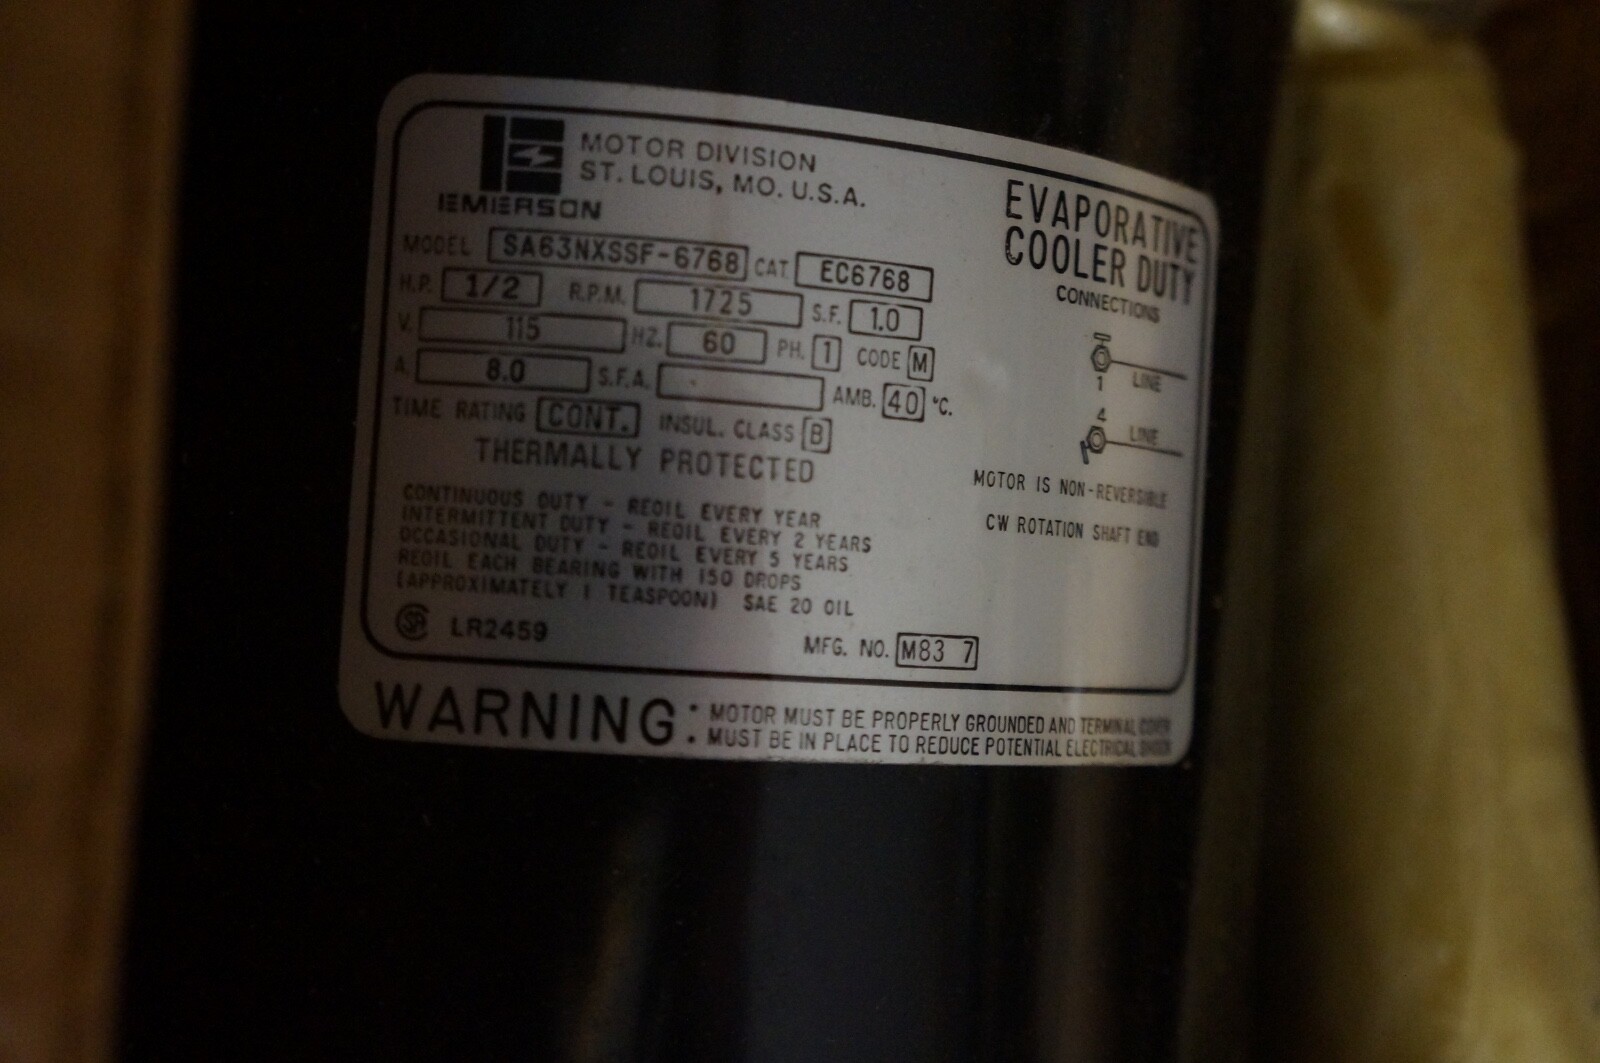 MOTOR DIVISION
ST. LOUIS, MO. U.S.A.
EMERSON
EVAPORATIVE
COOLER DUTY
MODEL SA63NXSSF-6768 CAT. EC6768
H.P. 1/2 R.P.M. 1725 S.F. 1.0
V. 115 HZ. 60 PH. 1 CODE M
A. 8.0 S.F.A. AMB. 40 °C.
TIME RATING CONT. INSUL. CLASS B
THERMALLY PROTECTED
CONTINUOUS DUTY - REOIL EVERY YEAR
INTERMITTENT DUTY - REOIL EVERY 2 YEARS
OCCASIONAL DUTY - REOIL EVERY 5 YEARS
REOIL EACH BEARING WITH 150 DROPS
(APPROXIMATELY 1 TEASPOON) SAE 20 OIL
SA LR2459
MFG. NO. M83 7
CONNECTIONS
1 LINE
4 LINE
MOTOR IS NON-REVERSIBLE
CW ROTATION SHAFT END
WARNING: MOTOR MUST BE PROPERLY GROUNDED AND TERMINAL COVER
MUST BE IN PLACE TO REDUCE POTENTIAL ELECTRICAL SHOCK